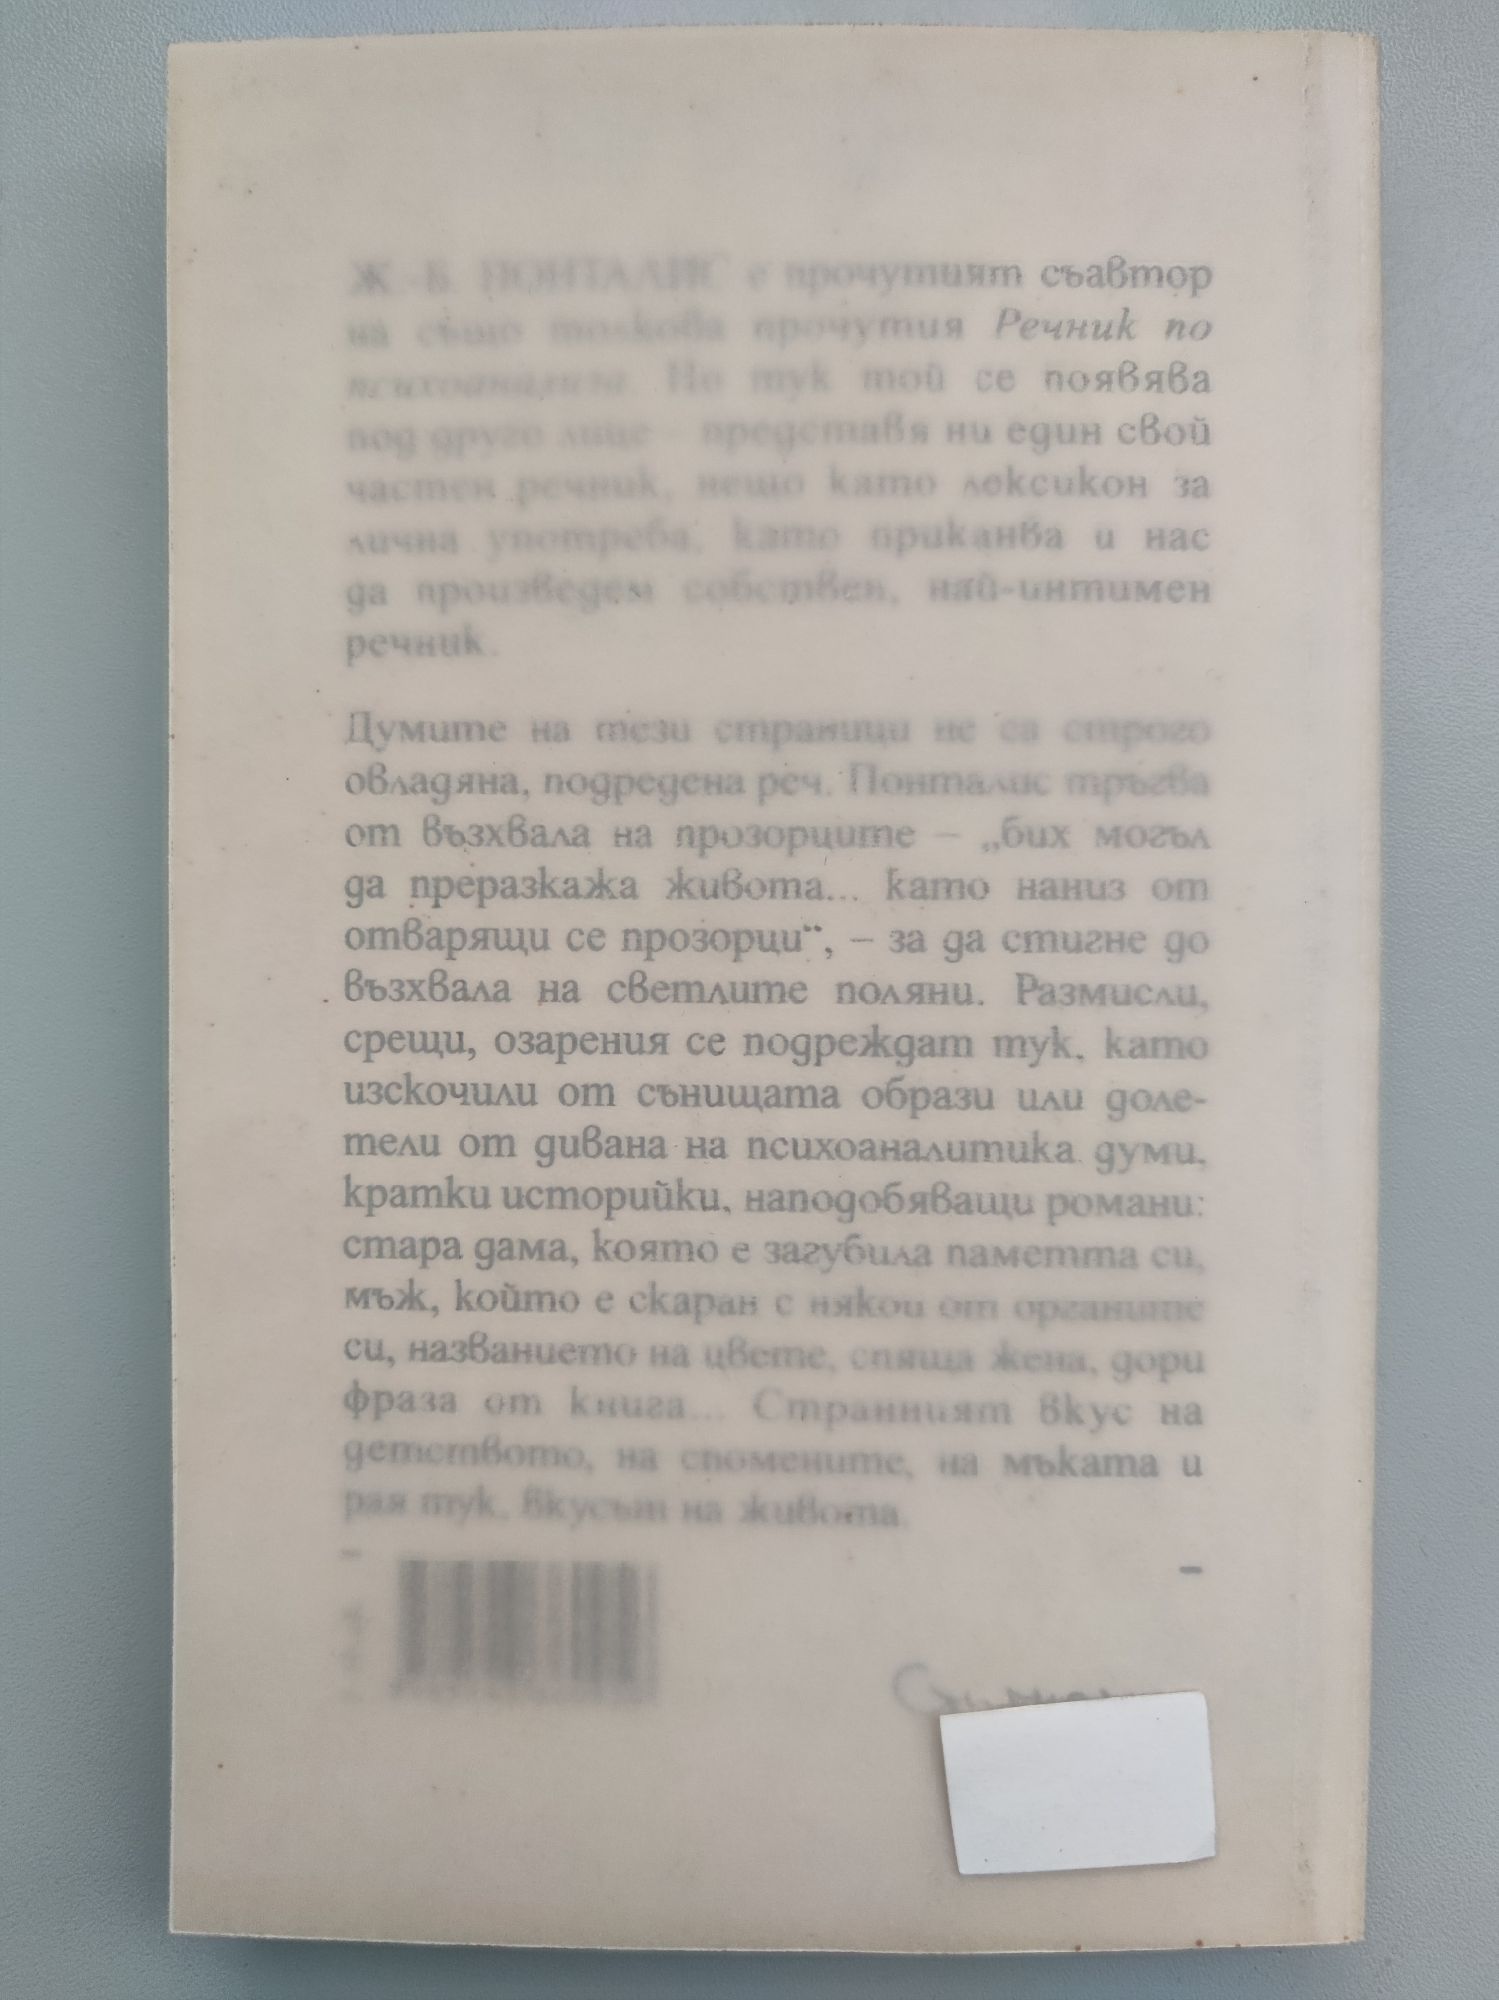 Ж.-Б. ПОНТАЛИС е прочутият съавтор
на също толкова прочутия Речник по
психоанализа. Но тук той се появява
под друго лице – представя ни един свой
частен речник, нещо като лексикон за
лична употреба, като приканва и нас
да произведем собствен, най-интимен
речник.
Думите на тези страници не са строго
овладяна, подредена реч. Понталис тръгва
от възхвала на прозорците – „бих могъл
да преразкажа живота... като наниз от
отварящи се прозорци“, – за да стигне до
възхвала на светлите поляни. Размисли,
срещи, озарения се подреждат тук, като
изскочили от сънищата образи или доле-
тели от дивана на психоаналитика думи,
кратки историйки, наподобяващи романи:
стара дама, която е загубила паметта си,
мъж, който е скаран с някои от органите
си, названието на цвете, спяща жена, дори
фраза от книга... Странният вкус на
детството, на спомените, на мъката и
рая тук, вкусът на живота.